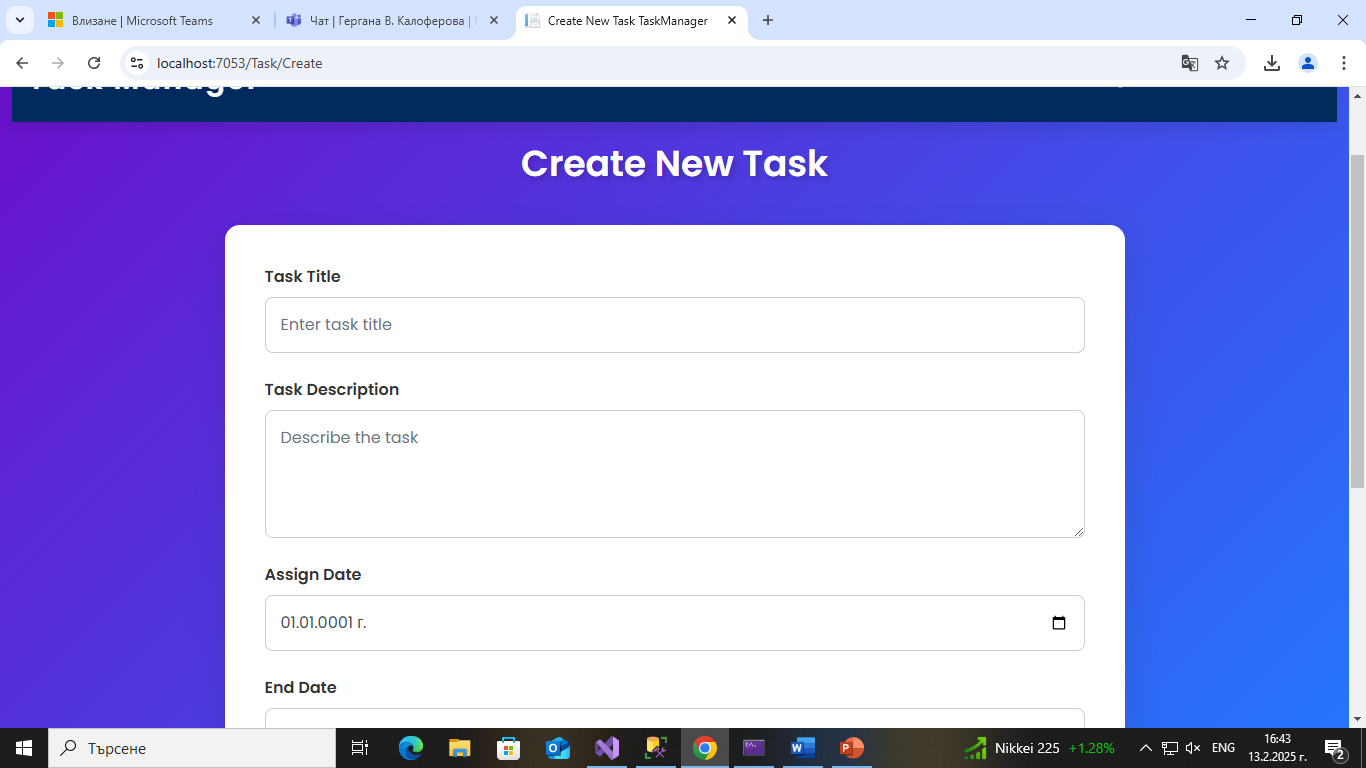 Влизане | Microsoft Teams
Чат | Гергана В. Калоферова |
Create New Task TaskManager
localhost:7053/Task/Create
Task Manager
Create New Task
Task Title
Enter task title
Task Description
Describe the task
Assign Date
01.01.0001 г.
End Date
Търсене
Nikkei 225 +1.28%
ENG
16:43
13.2.2025 г.
2